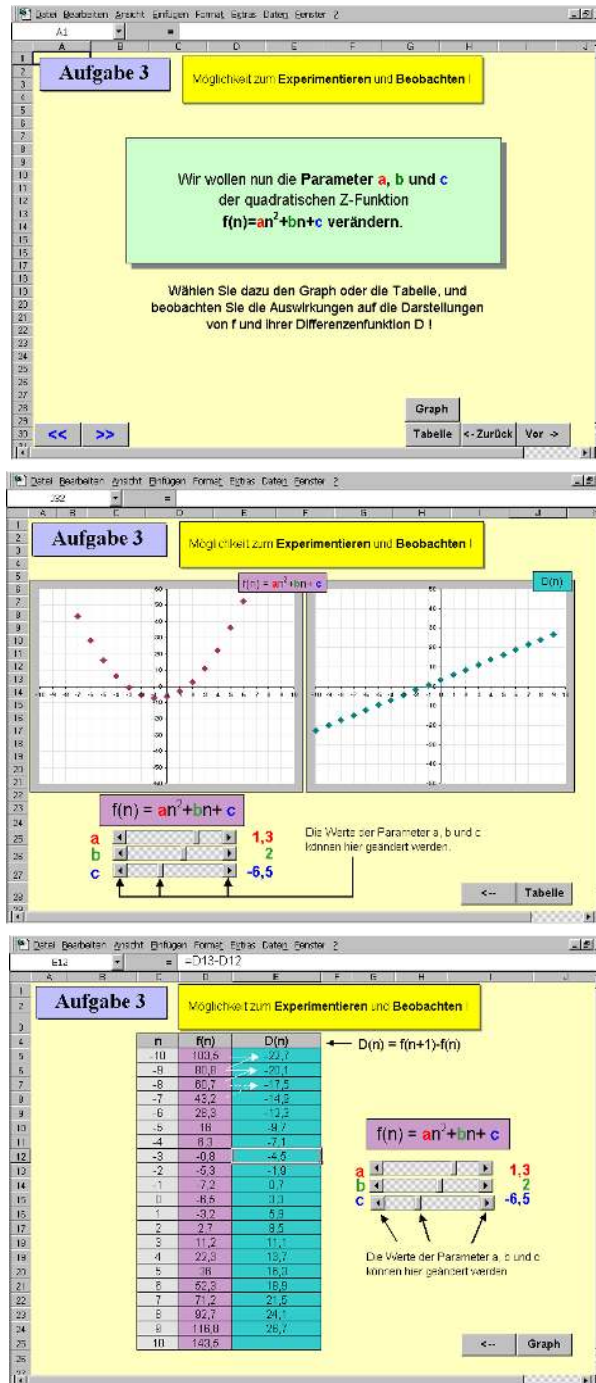 Datei Bearbeiten Ansicht Einfügen Format Extras Daten Fenster ?
A1 =
A B C D E F G H I J
Aufgabe 3
Möglichkeit zum Experimentieren und Beobachten !
Wir wollen nun die Parameter a, b und c
der quadratischen Z-Funktion
f(n)=an²+bn+c verändern.
Wählen Sie dazu den Graph oder die Tabelle, und
beobachten Sie die Auswirkungen auf die Darstellungen
von f und ihrer Differenzenfunktion D !
Graph
<< >> Tabelle <-Zurück Vor ->
Datei Bearbeiten Ansicht Einfügen Format Extras Daten Fenster ?
=
Aufgabe 3
Möglichkeit zum Experimentieren und Beobachten !
f(n) = an²+bn+ c
D(n)
f(n) = an²+bn+ c
a 1,3
b 2
c -6,5
Die Werte der Parameter a, b und c
können hier geändert werden.
<-- Tabelle
Datei Bearbeiten Ansicht Einfügen Format Extras Daten Fenster ?
E12 = =D13-D12
Aufgabe 3
Möglichkeit zum Experimentieren und Beobachten !
n f(n) D(n)
D(n) = f(n+1)-f(n)
-10 103,5 -22,7
-9 80,8 -20,1
-8 60,7 -17,5
-7 43,2 -14,9
-6 28,3 -12,3
-5 16 -9,7
-4 6,3 -7,1
-3 -0,8 -4,5
-2 -5,3 -1,9
-1 -7,2 0,7
0 -6,5 3,3
1 -3,2 5,9
2 2,7 8,5
3 11,2 11,1
4 22,3 13,7
5 36 16,3
6 52,3 18,9
7 71,2 21,5
8 92,7 24,1
9 116,8 26,7
10 143,5
f(n) = an²+bn+ c
a 1,3
b 2
c -6,5
Die Werte der Parameter a, b und c
können hier geändert werden
<-- Graph